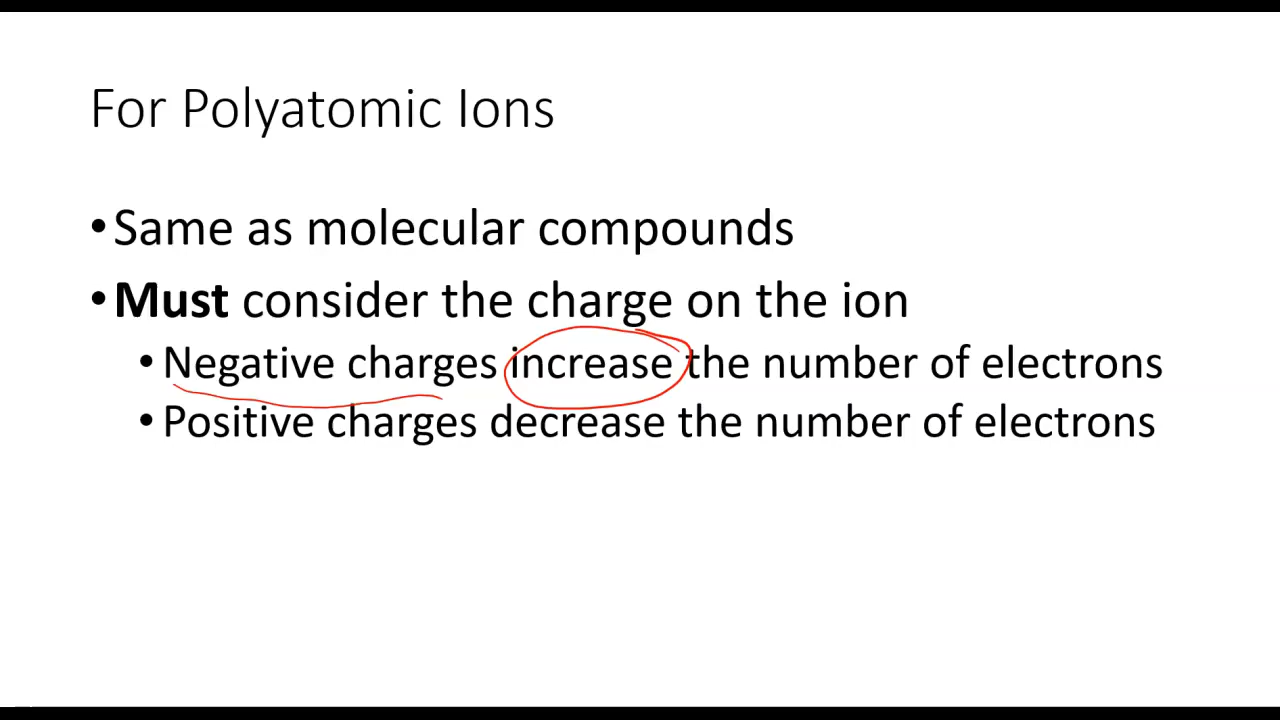 For Polyatomic Ions
•Same as molecular compounds
•Must consider the charge on the ion
•Negative charges increase the number of electrons
•Positive charges decrease the number of electrons